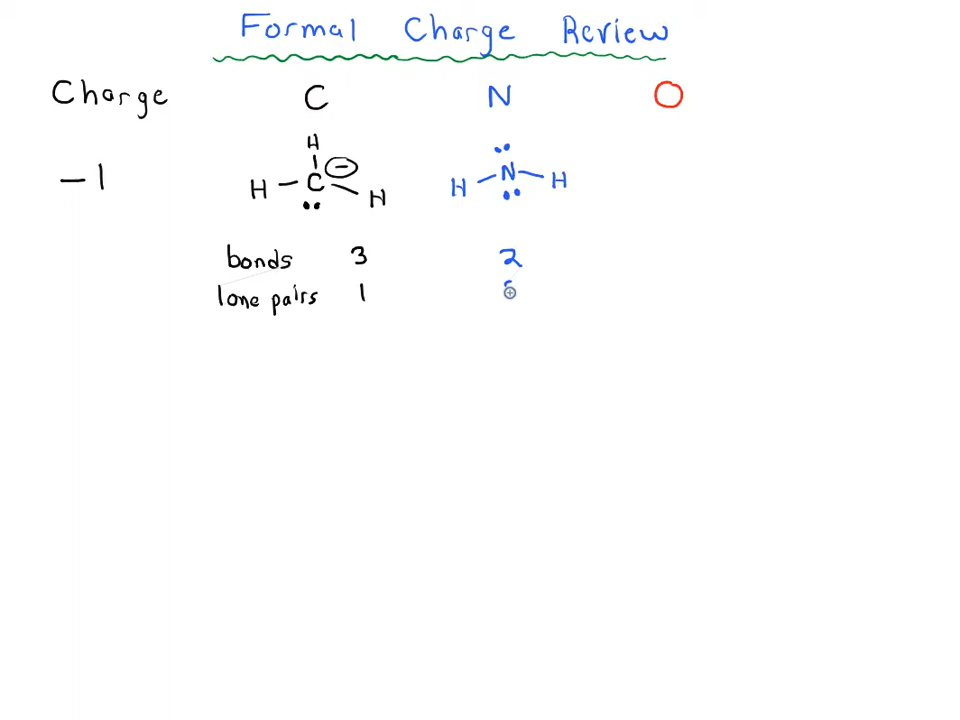 Formal Charge Review
Charge C N O
H
-1 H - C - H H - N - H
bonds 3 2
lone pairs 1